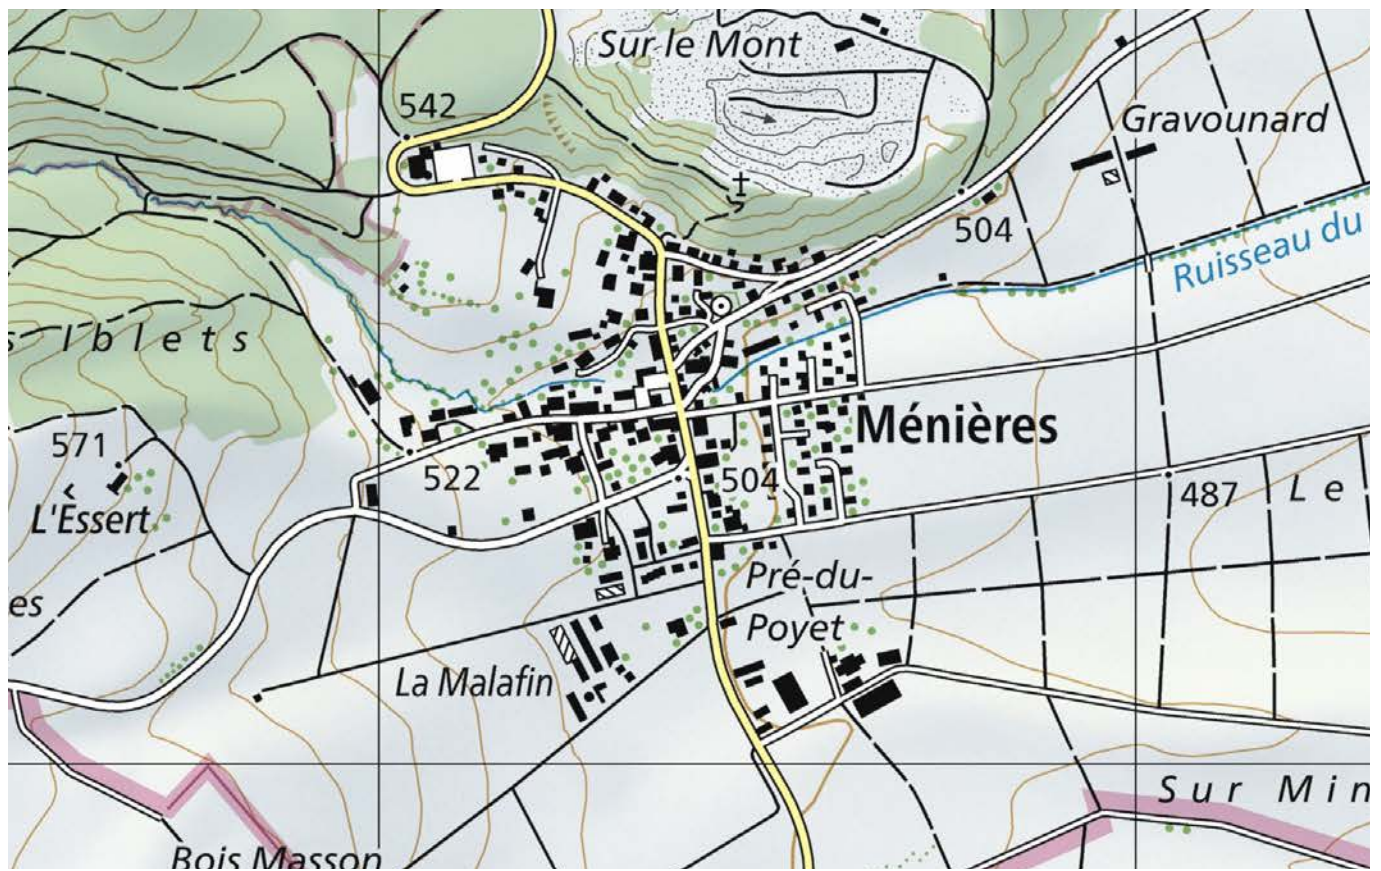 Sur le Mont
542
Gravounard
504
Ruisseau du
s Iblets
Ménières
571
522
504
487
Le
L'Essert
Pré-du-
Poyet
es
La Malafin
Sur Min
Bois Masson